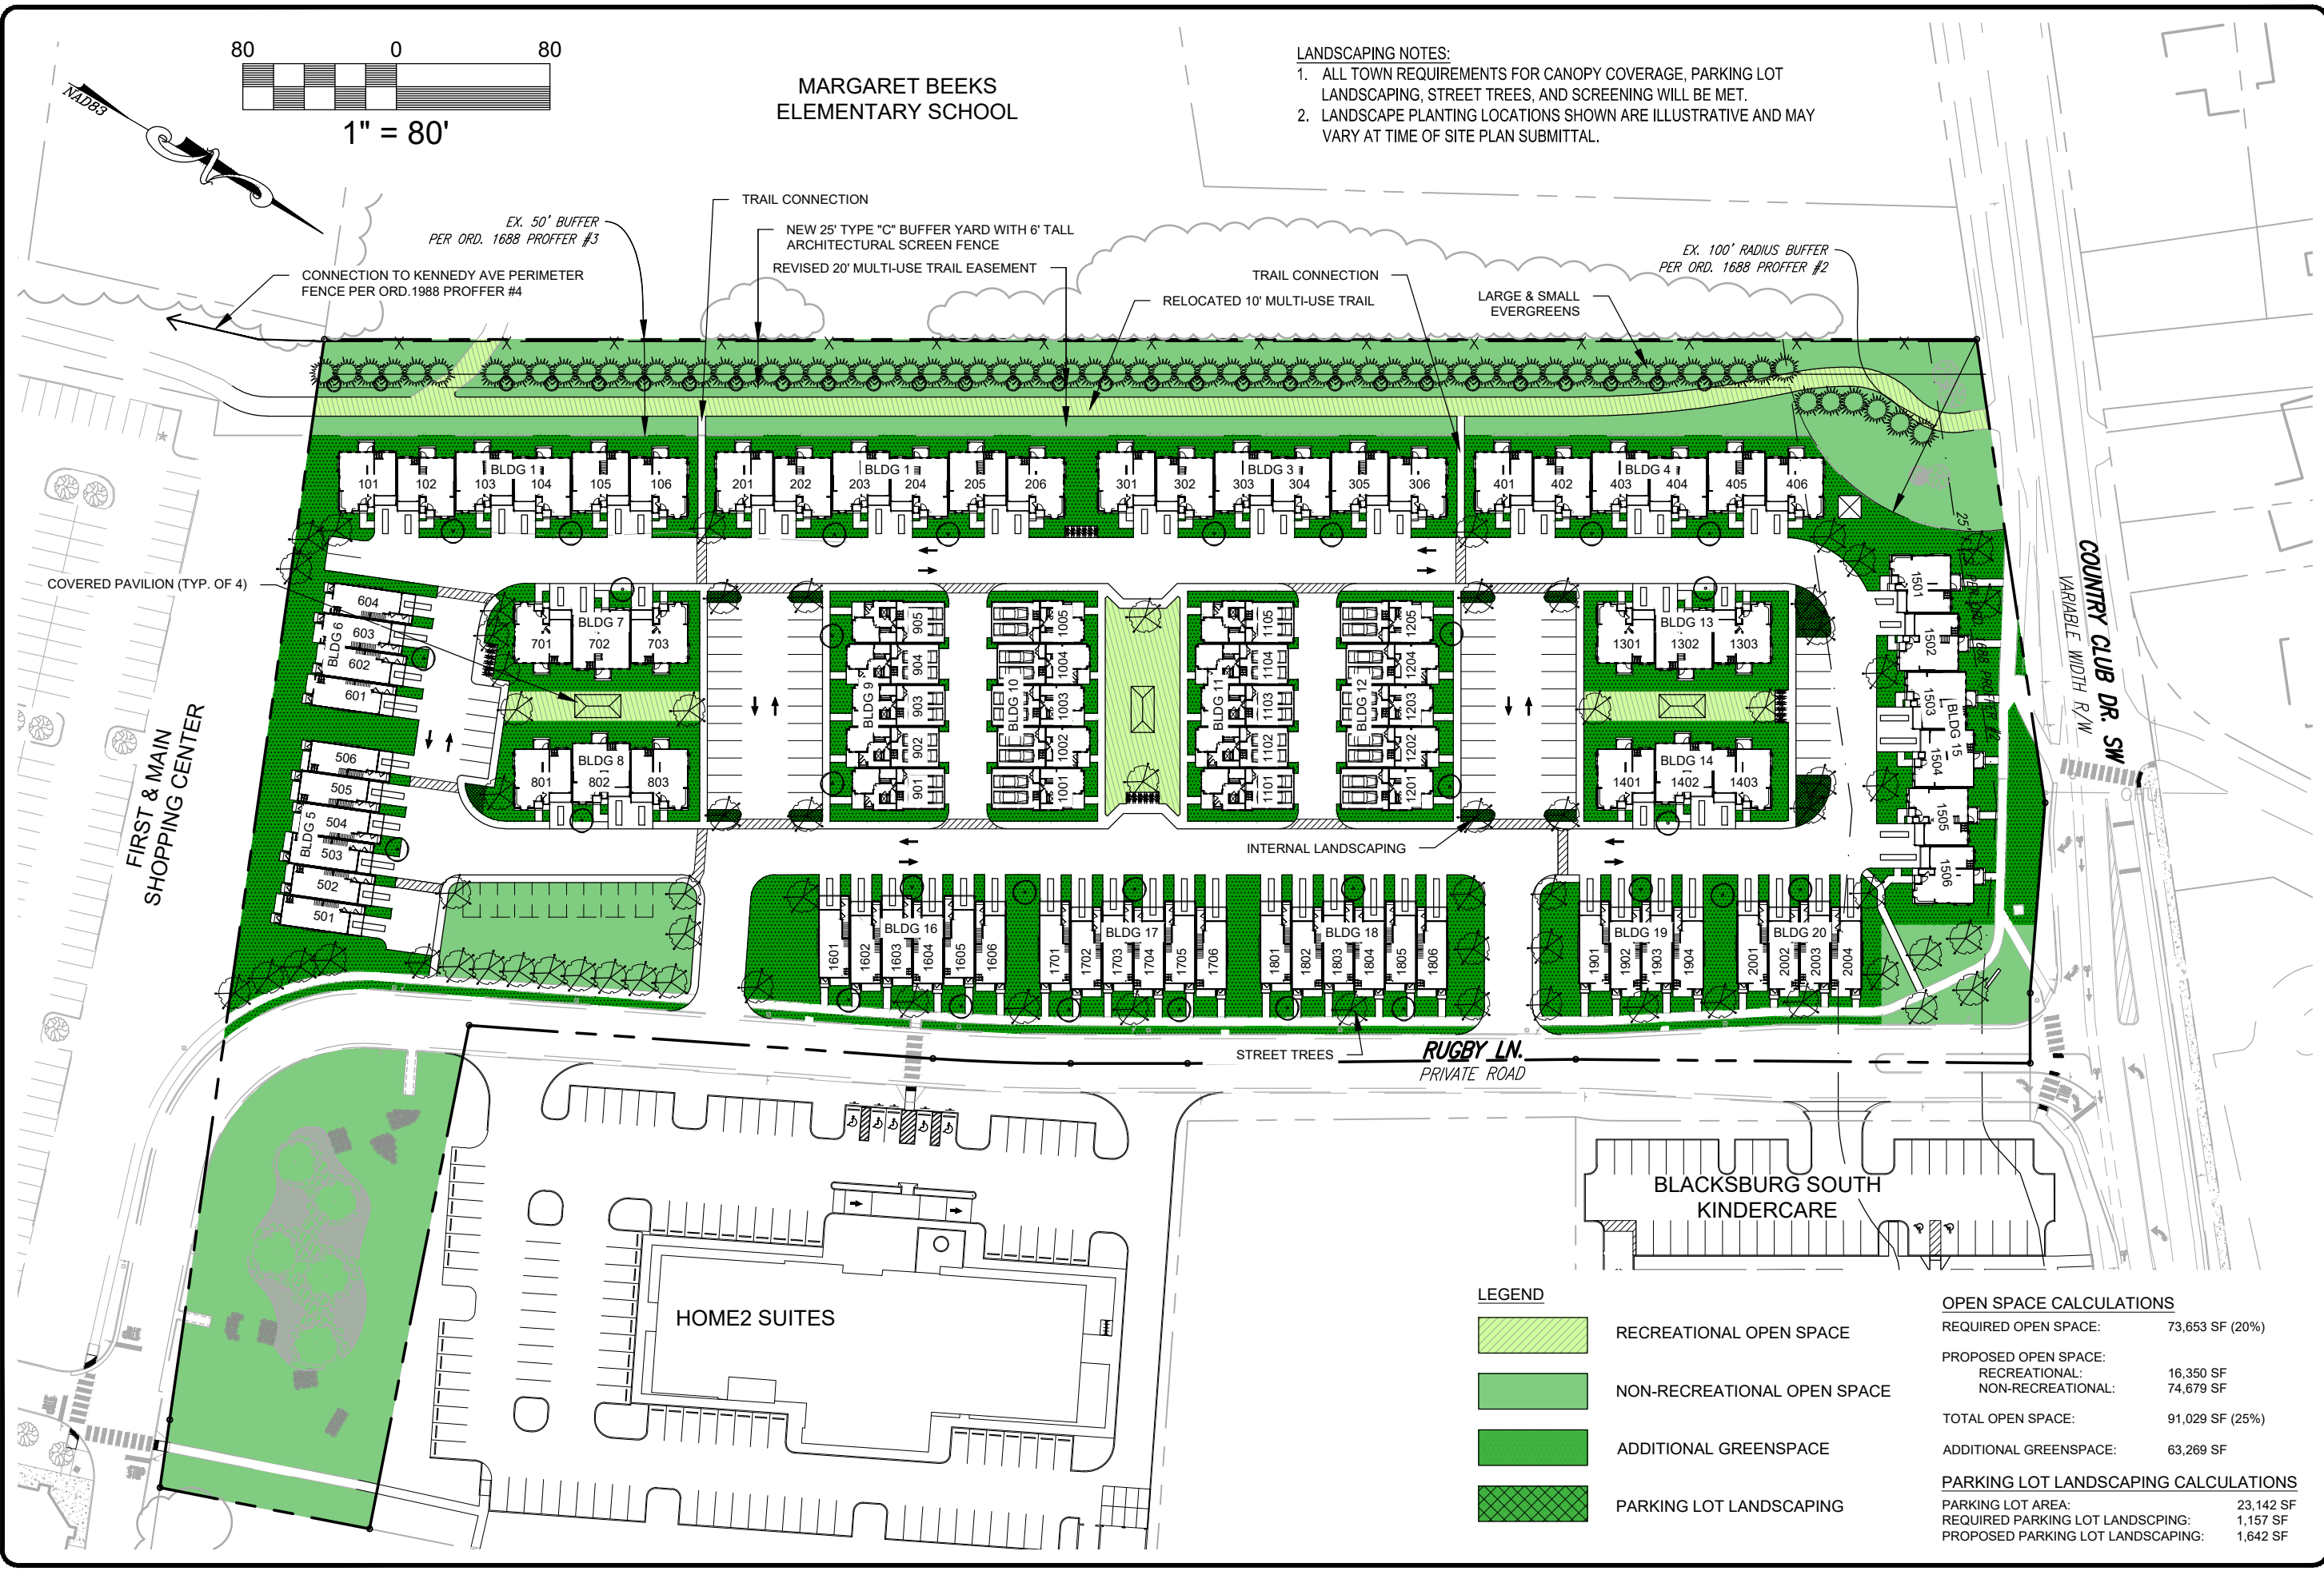 80 0 80
1" = 80'
NAD83
MARGARET BEEKS
ELEMENTARY SCHOOL
LANDSCAPING NOTES:
1. ALL TOWN REQUIREMENTS FOR CANOPY COVERAGE, PARKING LOT
LANDSCAPING, STREET TREES, AND SCREENING WILL BE MET.
2. LANDSCAPE PLANTING LOCATIONS SHOWN ARE ILLUSTRATIVE AND MAY
VARY AT TIME OF SITE PLAN SUBMITTAL.
TRAIL CONNECTION
EX. 50' BUFFER
PER ORD. 1688 PROFFER #3
NEW 25' TYPE "C" BUFFER YARD WITH 6' TALL
ARCHITECTURAL SCREEN FENCE
REVISED 20' MULTI-USE TRAIL EASEMENT
CONNECTION TO KENNEDY AVE PERIMETER
FENCE PER ORD.1988 PROFFER #4
TRAIL CONNECTION
RELOCATED 10' MULTI-USE TRAIL
EX. 100' RADIUS BUFFER
PER ORD. 1688 PROFFER #2
LARGE & SMALL
EVERGREENS
BLDG 1
101 102 103 104 105 106
BLDG 1
201 202 203 204 205 206
BLDG 3
301 302 303 304 305 306
BLDG 4
401 402 403 404 405 406
COVERED PAVILION (TYP. OF 4)
BLDG 6
604
603
602
601
BLDG 5
506
505
504
503
502
501
BLDG 7
701 702 703
BLDG 8
801 802 803
BLDG 9
905
904
903
902
901
BLDG 10
1005
1004
1003
1002
1001
BLDG 11
1105
1104
1103
1102
1101
BLDG 12
1205
1204
1203
1202
1201
BLDG 13
1301 1302 1303
BLDG 14
1401 1402 1403
BLDG 15
1501
1502
1503
1504
1505
1506
COUNTRY CLUB DR. SW
VARIABLE WIDTH R/W
FIRST & MAIN
SHOPPING CENTER
INTERNAL LANDSCAPING
BLDG 16
1601 1602 1603 1604 1605 1606
BLDG 17
1701 1702 1703 1704 1705 1706
BLDG 18
1801 1802 1803 1804 1805 1806
BLDG 19
1901 1902 1903 1904
BLDG 20
2001 2002 2003 2004
STREET TREES
RUGBY LN.
PRIVATE ROAD
BLACKSBURG SOUTH
KINDERCARE
HOME2 SUITES
LEGEND
RECREATIONAL OPEN SPACE
NON-RECREATIONAL OPEN SPACE
ADDITIONAL GREENSPACE
PARKING LOT LANDSCAPING
OPEN SPACE CALCULATIONS
REQUIRED OPEN SPACE: 73,653 SF (20%)
PROPOSED OPEN SPACE:
RECREATIONAL: 16,350 SF
NON-RECREATIONAL: 74,679 SF
TOTAL OPEN SPACE: 91,029 SF (25%)
ADDITIONAL GREENSPACE: 63,269 SF
PARKING LOT LANDSCAPING CALCULATIONS
PARKING LOT AREA: 23,142 SF
REQUIRED PARKING LOT LANDSCPING: 1,157 SF
PROPOSED PARKING LOT LANDSCAPING: 1,642 SF